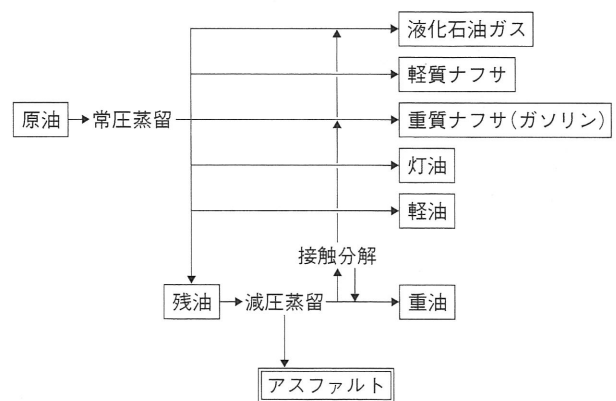 液化石油ガス
軽質ナフサ
原油
常圧蒸留
重質ナフサ(ガソリン)
灯油
軽油
接触分解
残油
減圧蒸留
重油
アスファルト